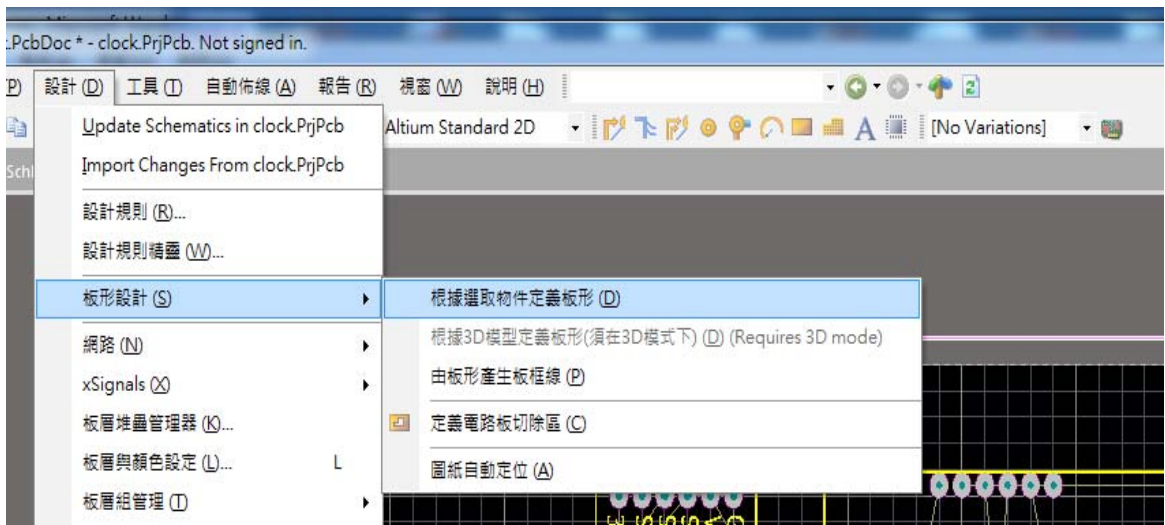 .PcbDoc * - clock.PrjPcb. Not signed in.
P) 設計 (D) 工具 (T) 自動佈線 (A) 報告 (R) 視窗 (W) 說明 (H)
Update Schematics in clock.PrjPcb
Altium Standard 2D
[No Variations]
Import Changes From clock.PrjPcb
設計規則 (R)...
設計規則精靈 (W)...
板形設計 (S)
根據選取物件定義板形 (D)
根據3D模型定義板形(須在3D模式下) (D) (Requires 3D mode)
網路 (N)
由板形產生板框線 (P)
xSignals (X)
定義電路板切除區 (C)
板層堆疊管理器 (K)...
板層與顏色設定 (L)... L
圖紙自動定位 (A)
板層組管理 (T)